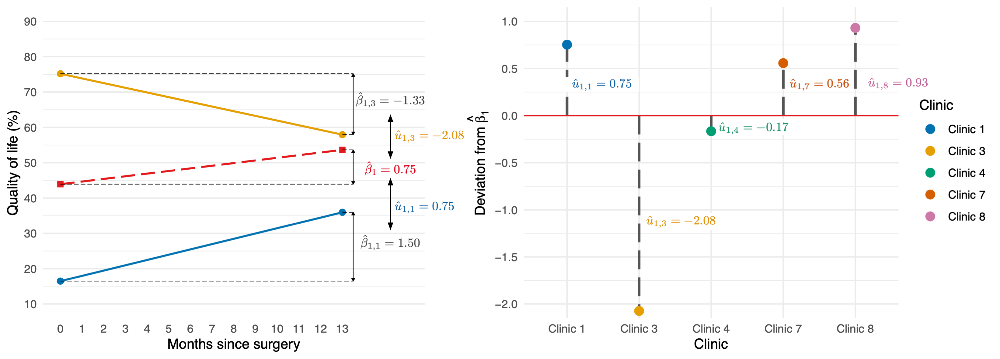 90
80
70
60
50
40
30
20
10
Quality of life (%)
0 1 2 3 4 5 6 7 8 9 10 11 12 13
Months since surgery
β̂₁,₃ = −1.33
û₁,₃ = −2.08
β̂₁ = 0.75
û₁,₁ = 0.75
β̂₁,₁ = 1.50
1.0
0.5
0.0
−0.5
−1.0
−1.5
−2.0
Deviation from β̂₁
û₁,₁ = 0.75
û₁,₃ = −2.08
û₁,₄ = −0.17
û₁,₇ = 0.56
û₁,₈ = 0.93
Clinic 1 Clinic 3 Clinic 4 Clinic 7 Clinic 8
Clinic
Clinic
Clinic 1
Clinic 3
Clinic 4
Clinic 7
Clinic 8